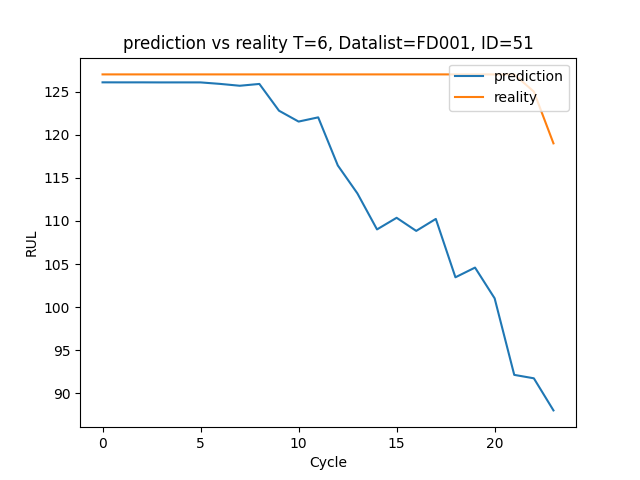 prediction vs reality T=6, Datalist=FD001, ID=51
prediction
reality
RUL
125
120
115
110
105
100
95
90
0 5 10 15 20
Cycle